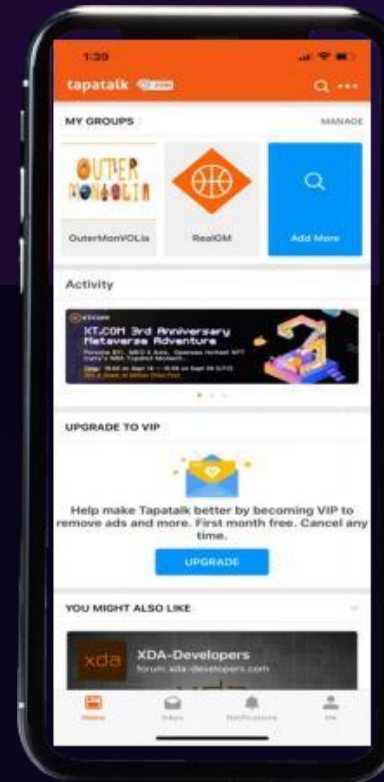 1:39
tapatalk
MY GROUPS
MANAGE
OUTER
MONVOLIA
OuterMonVOLia
RealGM
Add More
Activity
XT.COM 3rd Anniversary
Metaverse Adventure
UPGRADE TO VIP
Help make Tapatalk better by becoming VIP to
remove ads and more. First month free. Cancel any
time.
UPGRADE
YOU MIGHT ALSO LIKE
xda
XDA-Developers
forum.xda-developers.com
Home
Inbox
Notifications
Me